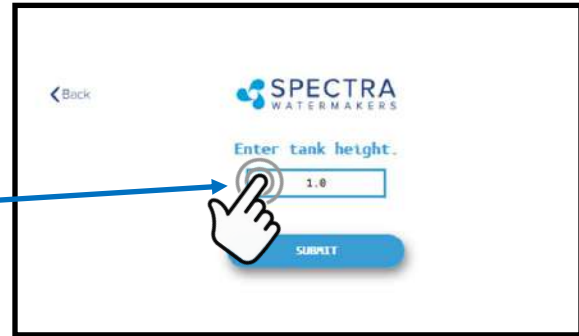 Back
SPECTRA
WATERMAKERS
Enter tank height.
1.0
SUBMIT